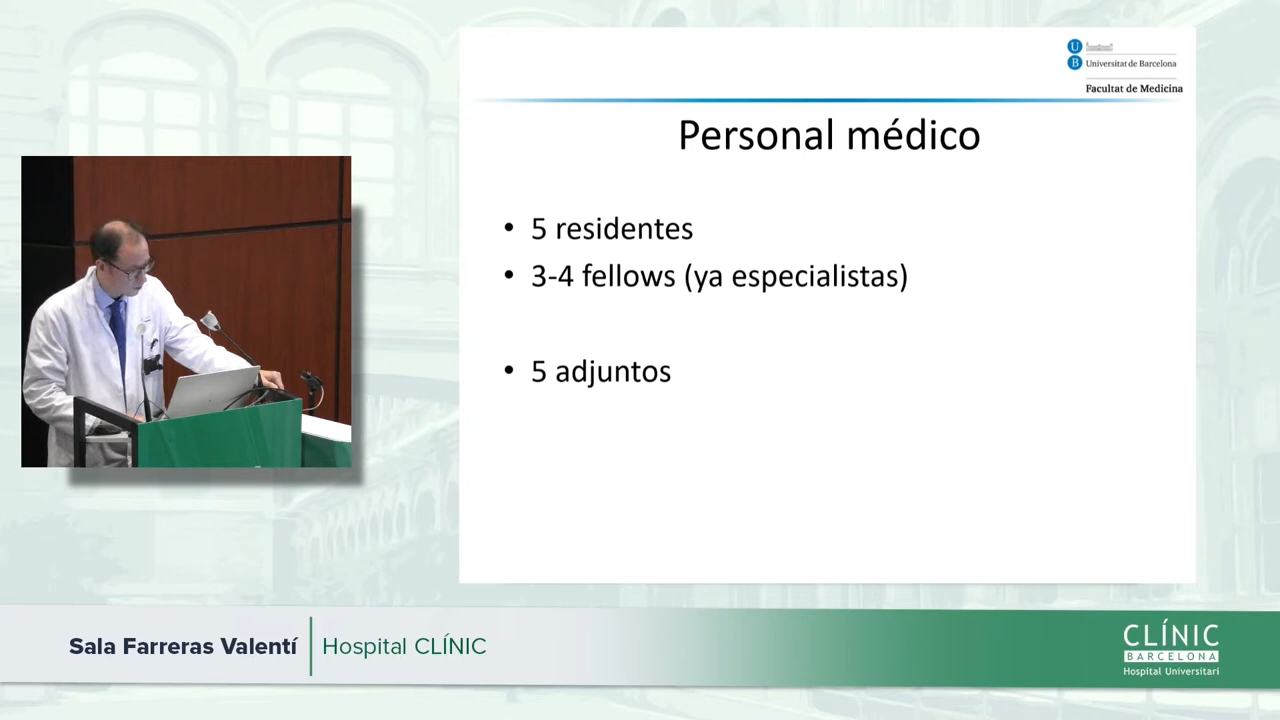 U
B
Universitat de Barcelona
Facultat de Medicina
Personal médico
• 5 residentes
• 3-4 fellows (ya especialistas)
• 5 adjuntos
Sala Farreras Valentí
Hospital CLÍNIC
CLÍNIC
BARCELONA
Hospital Universitari